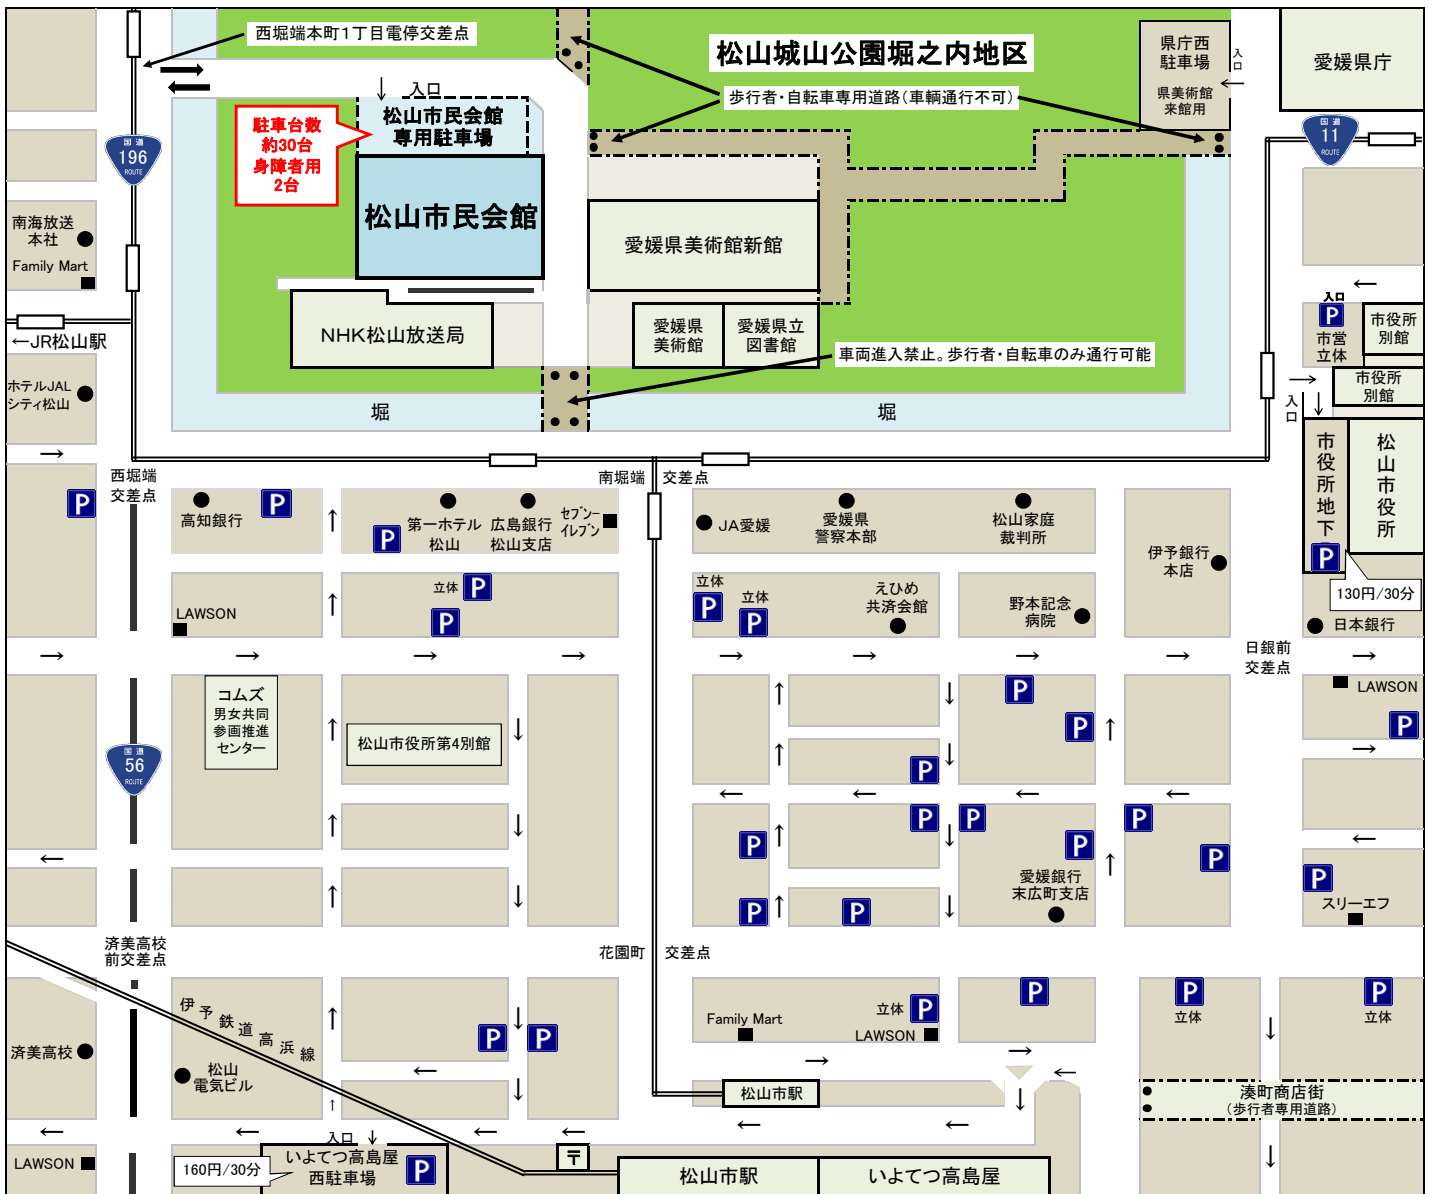 西堀端本町1丁目電停交差点
松山城山公園堀之内地区
県庁西
駐車場
県美術館
来館用
入口
愛媛県庁
歩行者・自転車専用道路(車輌通行不可)
入口
松山市民会館
専用駐車場
駐車台数
約30台
身障者用
2台
国道
196
ROUTE
国道
11
ROUTE
松山市民会館
愛媛県美術館新館
南海放送
本社
Family Mart
NHK松山放送局
愛媛県
美術館
愛媛県立
図書館
←JR松山駅
車両進入禁止。歩行者・自転車のみ通行可能
入口
P
市営
立体
市役所
別館
市役所
別館
入口
ホテルJAL
シティ松山
堀
堀
市役所地下
P
松山市役所
130円/30分
日本銀行
西堀端
交差点
南堀端
交差点
P
高知銀行
P
P
第一ホテル
松山
広島銀行
松山支店
セブン-
イレブン
JA愛媛
愛媛県
警察本部
松山家庭
裁判所
伊予銀行
本店
LAWSON
立体
P
P
立体
P
立体
P
えひめ
共済会館
野本記念
病院
日銀前
交差点
LAWSON
P
コムズ
男女共同
参画推進
センター
松山市役所第4別館
P
P
P
国道
56
ROUTE
P
P
P
P
P
P
P
P
愛媛銀行
末広町支店
P
スリーエフ
済美高校
前交差点
花園町
交差点
伊予鉄道高浜線
済美高校
松山
電気ビル
P
P
Family Mart
立体
P
LAWSON
P
P
立体
P
立体
松山市駅
湊町商店街
(歩行者専用道路)
LAWSON
160円/30分
入口
いよてつ高島屋
西駐車場
P
〒
松山市駅
いよてつ高島屋